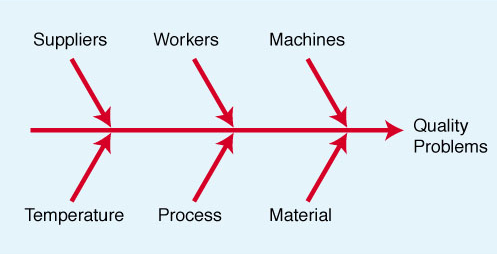 Suppliers
Workers
Machines
Quality
Problems
Temperature
Process
Material